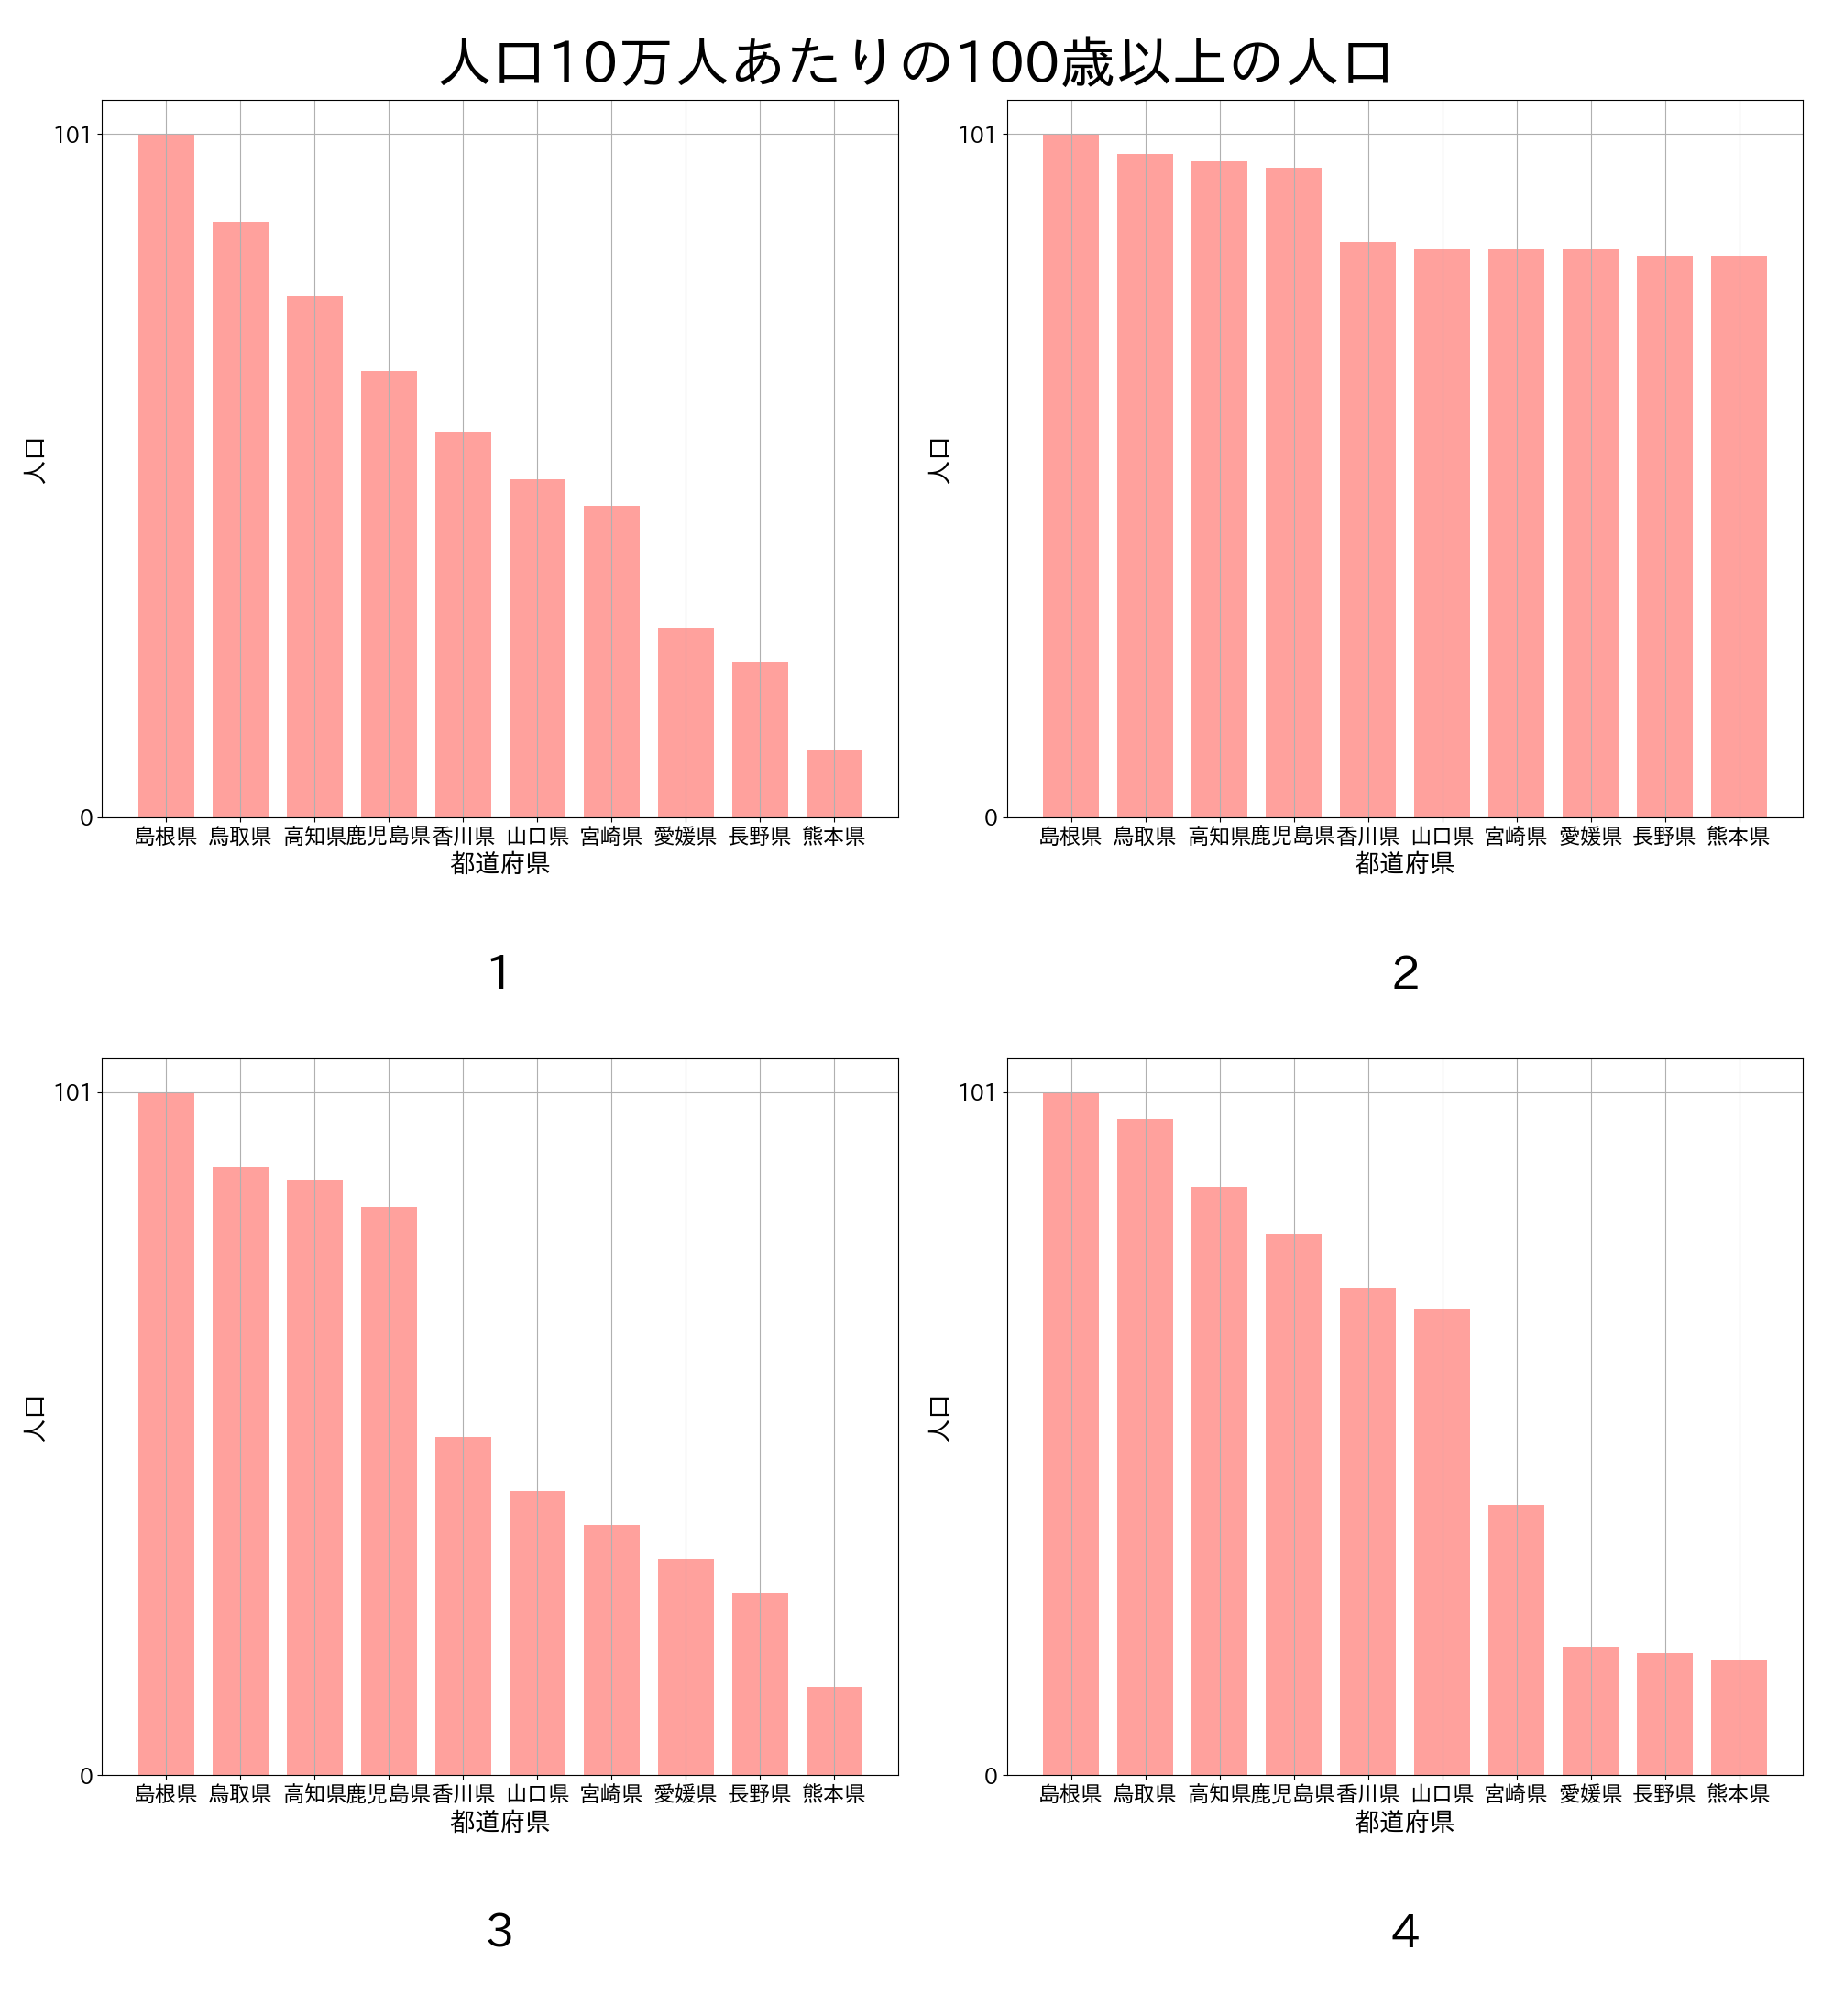 人口10万人あたりの100歳以上の人口
101
0
人口
島根県 鳥取県 高知県 鹿児島県 香川県 山口県 宮崎県 愛媛県 長野県 熊本県
都道府県
1
101
0
人口
島根県 鳥取県 高知県 鹿児島県 香川県 山口県 宮崎県 愛媛県 長野県 熊本県
都道府県
2
101
0
人口
島根県 鳥取県 高知県 鹿児島県 香川県 山口県 宮崎県 愛媛県 長野県 熊本県
都道府県
3
101
0
人口
島根県 鳥取県 高知県 鹿児島県 香川県 山口県 宮崎県 愛媛県 長野県 熊本県
都道府県
4